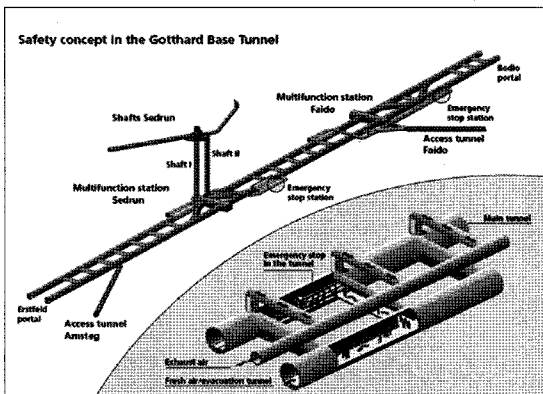 Safety concept in the Gotthard Base Tunnel
Bodio
portal
Multifunction station
Faido
Emergency
stop station
Shafts Sedrun
Access tunnel
Faido
Shaft I
Shaft II
Multifunction station
Sedrun
Emergency
stop station
Main tunnel
Emergency stop
in the tunnel
Erstfeld
portal
Access tunnel
Amsteg
Exhaust air
Fresh air/evacuation tunnel